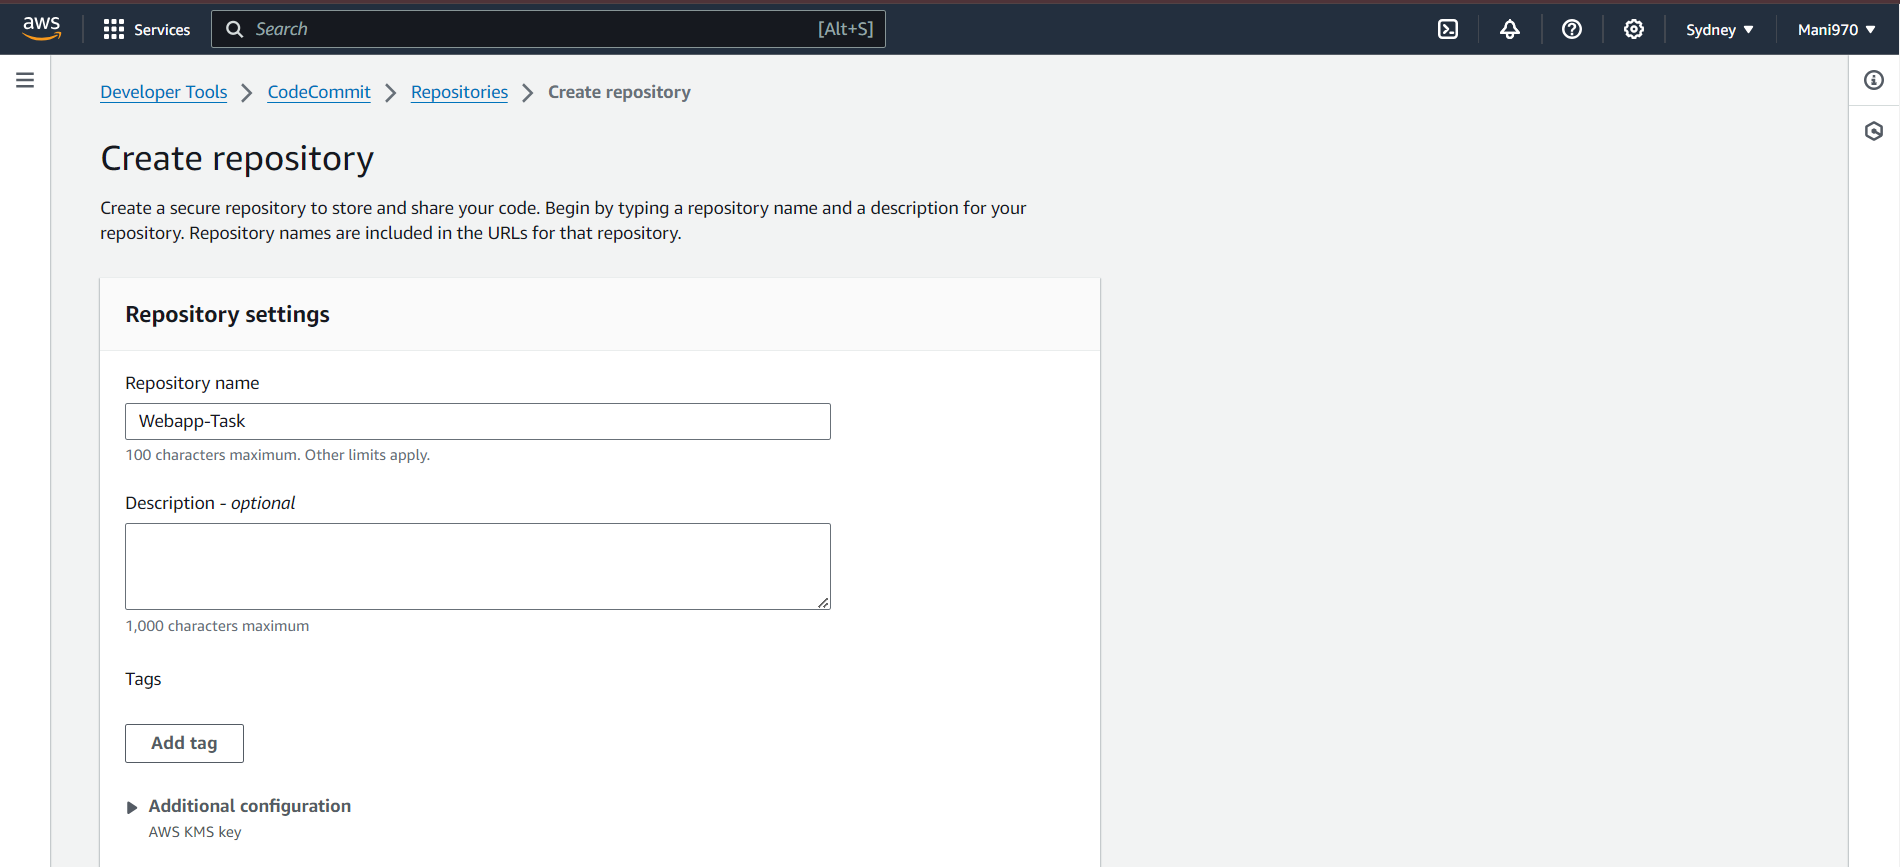 aws Services Search [Alt+S] Sydney Mani970
Developer Tools CodeCommit Repositories Create repository
Create repository
Create a secure repository to store and share your code. Begin by typing a repository name and a description for your
repository. Repository names are included in the URLs for that repository.
Repository settings
Repository name
Webapp-Task
100 characters maximum. Other limits apply.
Description - optional
1,000 characters maximum
Tags
Add tag
Additional configuration
AWS KMS key